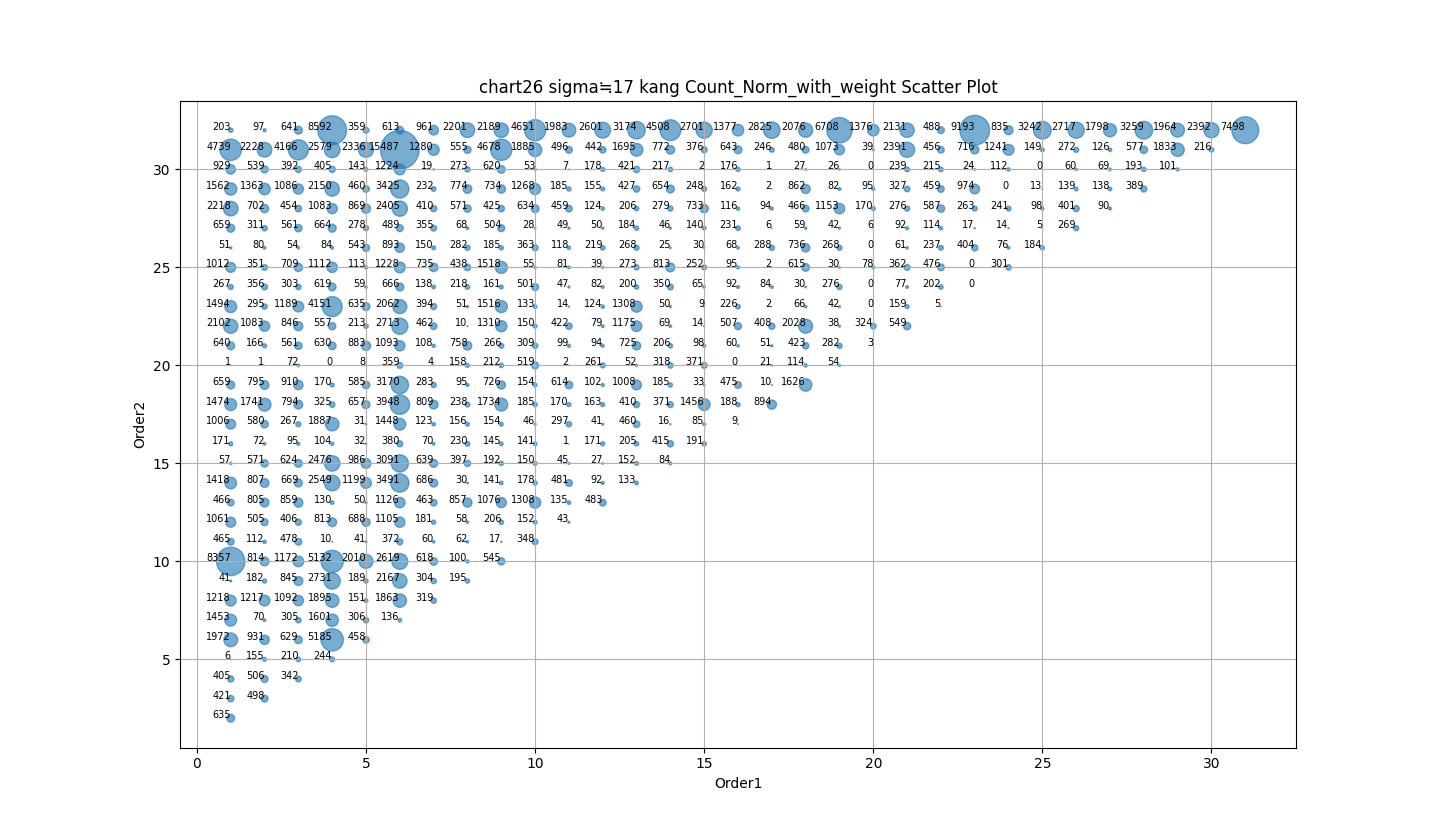 chart26 sigma≒17 kang Count_Norm_with_weight Scatter Plot
203 97 641 8592 359 613 961 2201 2189 4651 1983 2601 3174 4508 2701 1377 2825 2076 6708 1376 2131 488 9193 835 3242 2717 1798 3259 1964 2392 7498
4739 2228 4166 2579 2336 15487 1280 555 4678 1885 496 442 1695 772 376 643 246 480 1073 39 2391 456 716 1241 149 272 126 577 1833 216
30 929 539 392 405 143 1224 19 273 620 53 7 178 421 217 2 176 1 27 26 0 239 215 24 112 0 60 69 193 101
1562 1363 1086 2150 460 3425 232 774 734 1268 185 155 427 654 248 162 2 862 82 95 327 459 974 0 13 139 138 389
2218 702 454 1083 869 2405 410 571 425 634 459 124 206 279 733 116 94 466 1153 170 276 587 263 241 98 401 90
659 311 561 664 278 489 355 68 504 28 49 50 184 46 140 231 6 59 42 6 92 114 17 14 5 269
51 80 54 84 543 893 150 282 185 363 118 219 268 25 30 68 288 736 268 0 61 237 404 76 184
25 1012 351 709 1112 113 1228 735 438 1518 55 81 39 273 813 252 95 2 615 30 78 362 476 0 301
267 356 303 619 59 666 138 218 161 501 47 82 200 350 65 92 84 30 276 0 77 202 0
1494 295 1189 4151 635 2062 394 51 1516 133 14 124 1308 50 9 226 2 66 42 0 159 5
2102 1083 846 557 213 2713 462 10 1310 150 422 79 1175 69 14 507 408 2028 38 324 549
640 166 561 630 883 1093 108 758 266 309 99 94 725 206 98 60 51 423 282 3
20 1 1 72 0 8 359 4 158 212 519 2 261 52 318 371 0 21 114 54
659 795 910 170 585 3170 283 95 726 154 614 102 1008 185 33 475 10 1626
1474 1741 794 325 657 3948 809 238 1734 185 170 163 410 371 1456 188 894
1006 580 267 1887 31 1448 123 156 154 46 297 41 460 16 85 9
171 72 95 104 32 380 70 230 145 141 1 171 205 415 191
15 57 571 624 2476 986 3091 639 397 192 150 45 27 152 84
1418 807 669 2549 1199 3491 686 30 141 178 481 92 133
466 805 859 130 50 1126 463 857 1076 1308 135 483
1061 505 406 813 688 1105 181 58 206 152 43
465 112 478 10 41 372 60 62 17 348
10 8357 814 1172 5132 2010 2619 618 100 545
41 182 845 2731 189 2167 304 195
1218 1217 1092 1895 151 1863 319
1453 70 305 1601 306 136
1972 931 629 5185 458
5 6 155 210 244
405 506 342
421 498
635
0 5 10 15 20 25 30
Order1
Order2